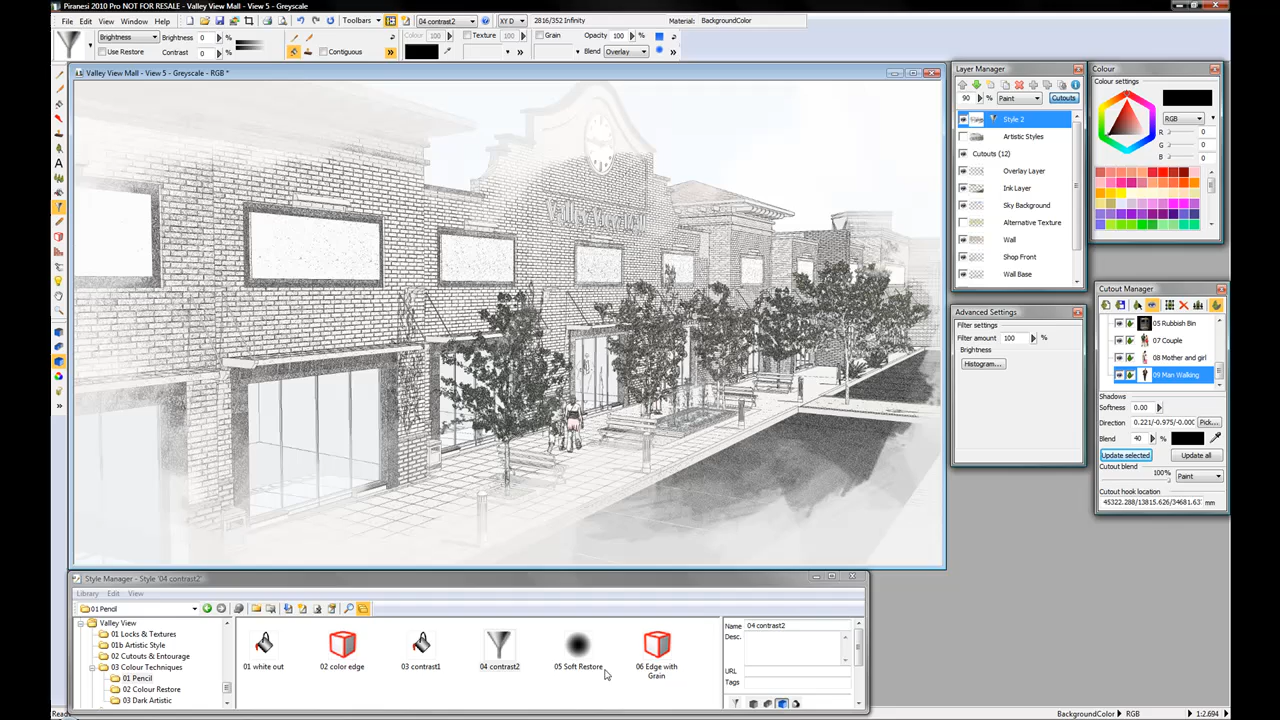 Piranesi 2010 Pro NOT FOR RESALE - Valley View Mall - View 5 - Greyscale
File Edit View Window Help Toolbars 04 contrast2 XY D 2816/352 Infinity Material: BackgroundColor
Brightness Brightness 0 % Colour 100 % Texture 100 % Grain Opacity 100 %
Use Restore Contrast 0 % Contiguous Blend Overlay
Valley View Mall - View 5 - Greyscale - RGB *
Valley View Mall
Layer Manager
90 % Paint Cutouts
Style 2
Artistic Styles
Cutouts (12)
Overlay Layer
Ink Layer
Sky Background
Alternative Texture
Wall
Shop Front
Wall Base
Colour
Colour settings
RGB
R 0
G 0
B 0
Advanced Settings
Filter settings
Filter amount 100 %
Brightness
Histogram...
Cutout Manager
05 Rubbish Bin
07 Couple
08 Mother and girl
09 Man Walking
Shadows
Softness 0.00
Direction 0.221/-0.975/-0.000 Pick...
Blend 40 %
Update selected Update all
Cutout blend
100% Paint
Cutout hook location
45322.288/13815.626/34681.637 mm
Style Manager - Style '04 contrast2'
Library Edit View
01 Pencil
Valley View
01 Locks & Textures
01b Artistic Style
02 Cutouts & Entourage
03 Colour Techniques
01 Pencil
02 Colour Restore
03 Dark Artistic
01 white out 02 color edge 03 contrast1 04 contrast2 05 Soft Restore 06 Edge with Grain
Name 04 contrast2
Desc.
URL
Tags
Ready BackgroundColor RGB 1:2.694